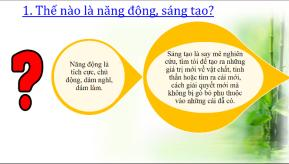 1. Thế nào là năng động, sáng tạo?
Năng động là
tích cực, chủ
động, dám nghĩ,
dám làm.
Sáng tạo là say mê nghiên
cứu, tìm tòi để tạo ra những
giá trị mới về vật chất, tinh
thần hoặc tìm ra cái mới,
cách giải quyết mới mà
không bị gò bó phụ thuộc
vào những cái đã có.